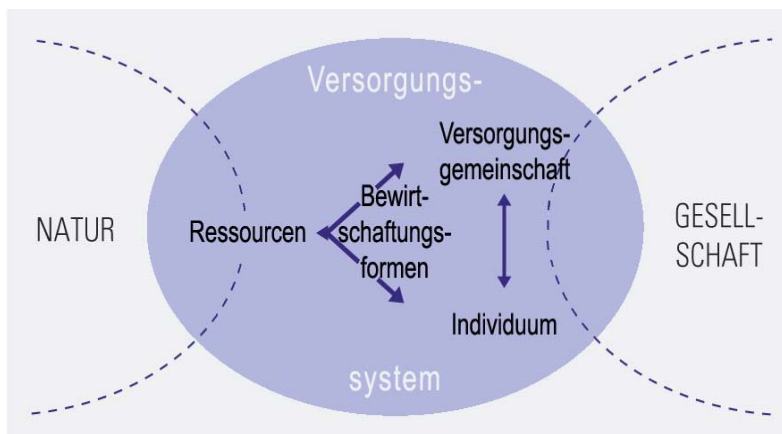 Versorgungs-
Versorgungs-
gemeinschaft
Bewirt-
schaftungs-
formen
NATUR
Ressourcen
GESELL-
SCHAFT
Individuum
system